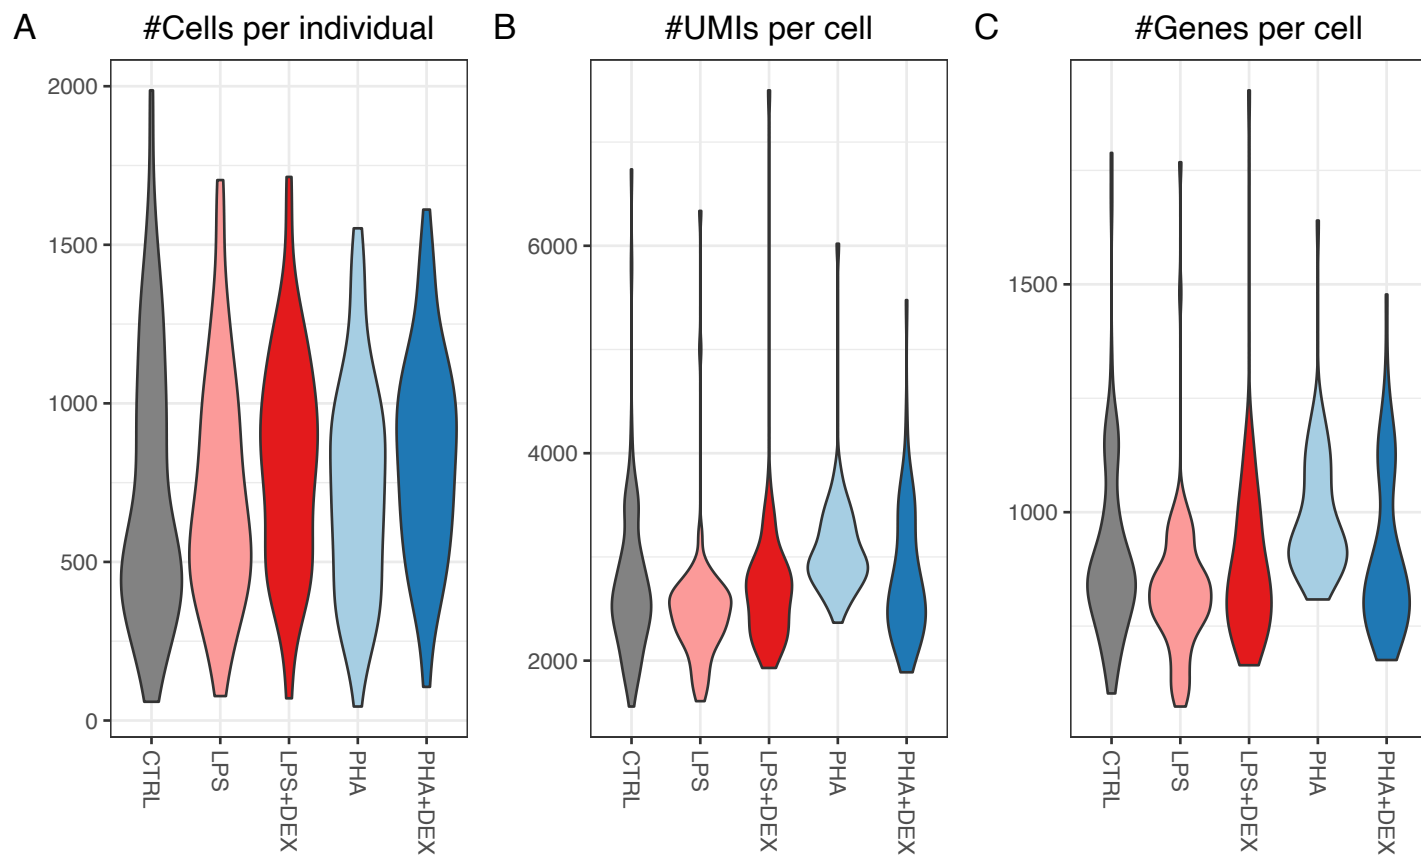 A #Cells per individual
2000
1500
1000
500
0
CTRL
LPS
LPS+DEX
PHA
PHA+DEX
B #UMIs per cell
6000
4000
2000
CTRL
LPS
LPS+DEX
PHA
PHA+DEX
C #Genes per cell
1500
1000
CTRL
LPS
LPS+DEX
PHA
PHA+DEX